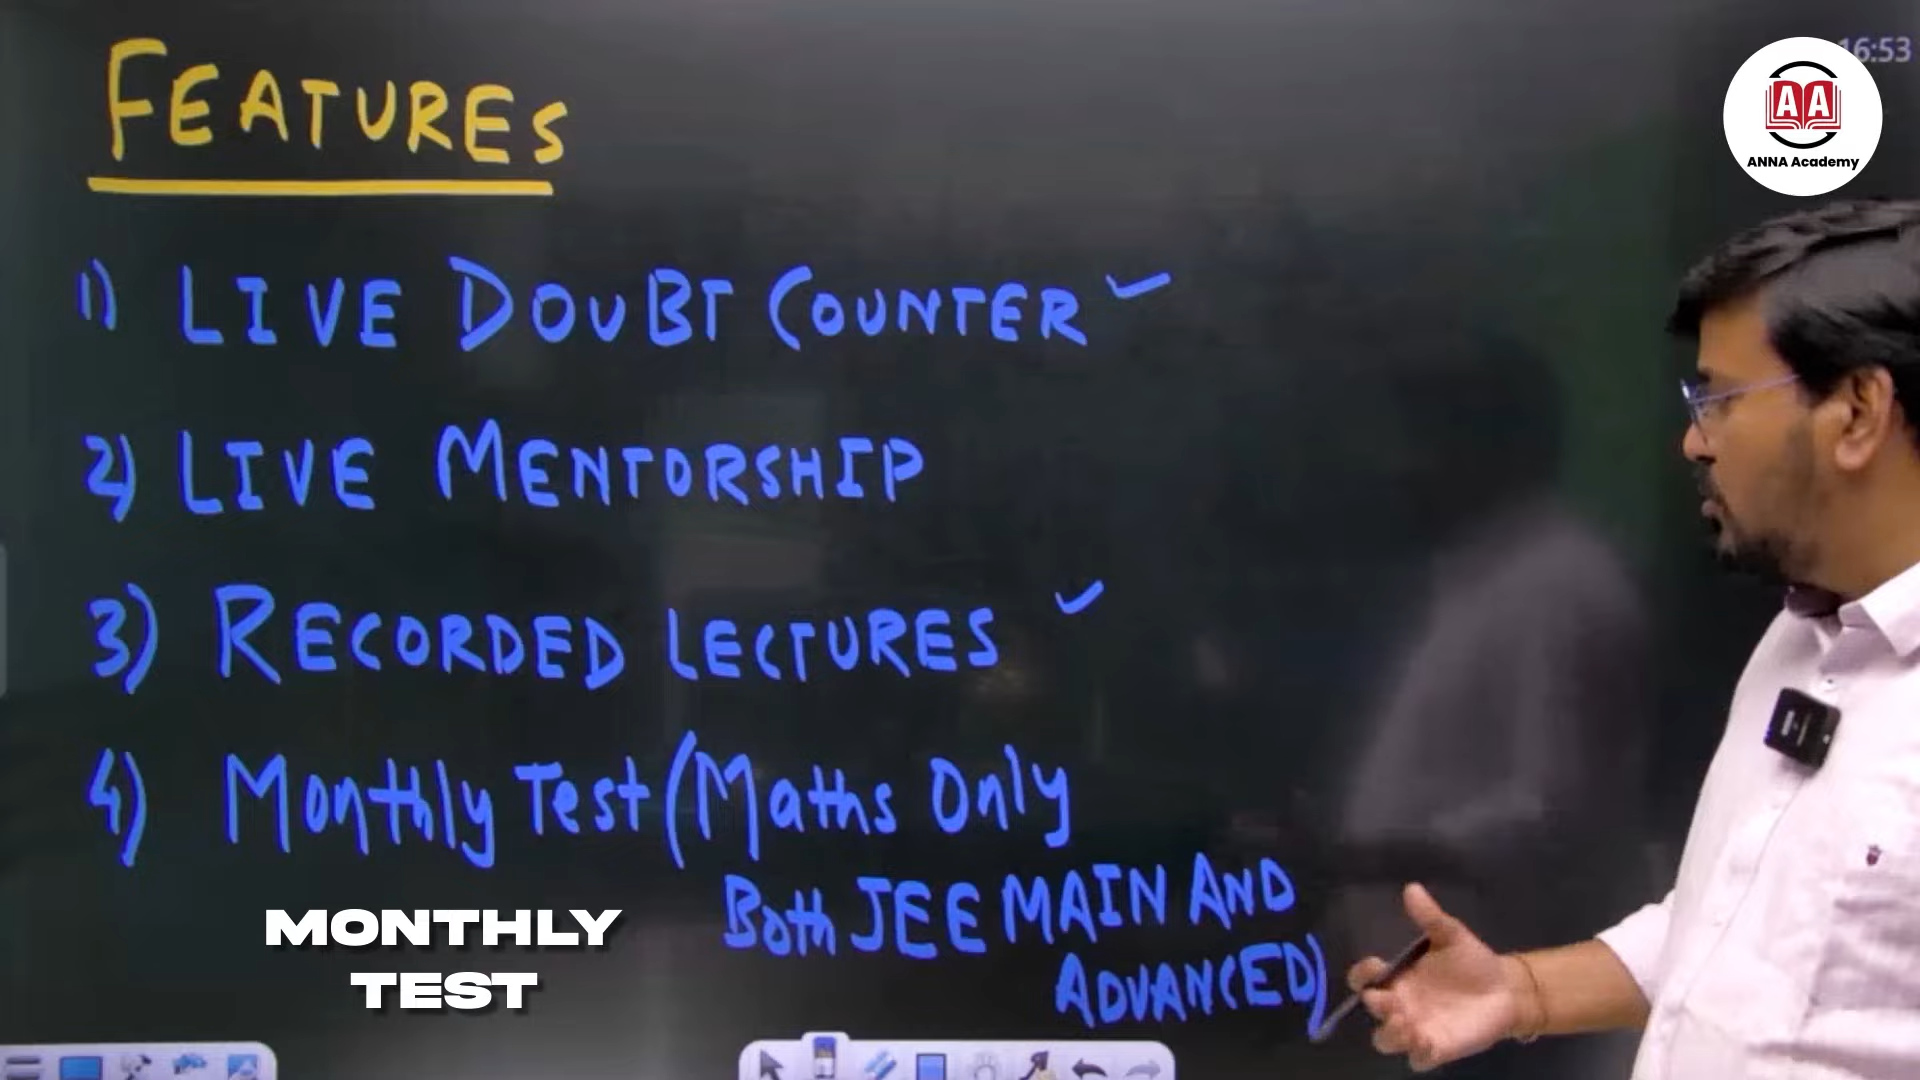 FEATURES
16:53
AA
ANNA Academy
1) LIVE DOUBT COUNTER
2) LIVE MENTORSHIP
3) RECORDED LECTURES
4) Monthly Test (Maths Only
Both JEE MAIN AND
ADVANCED)
MONTHLY
TEST